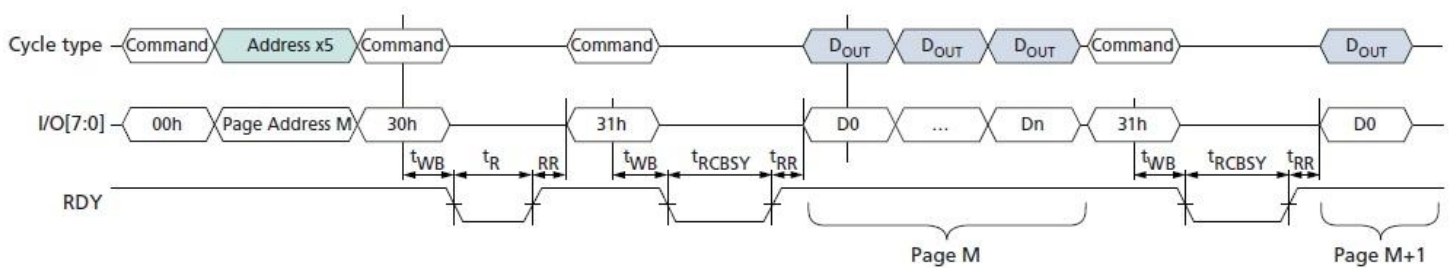 Cycle type Command Address x5 Command Command DOUT DOUT DOUT Command DOUT
I/O[7:0] 00h Page Address M 30h 31h D0 ... Dn 31h D0
tWB tR RR tWB tRCBSY tRR tWB tRCBSY tRR
RDY
Page M Page M+1